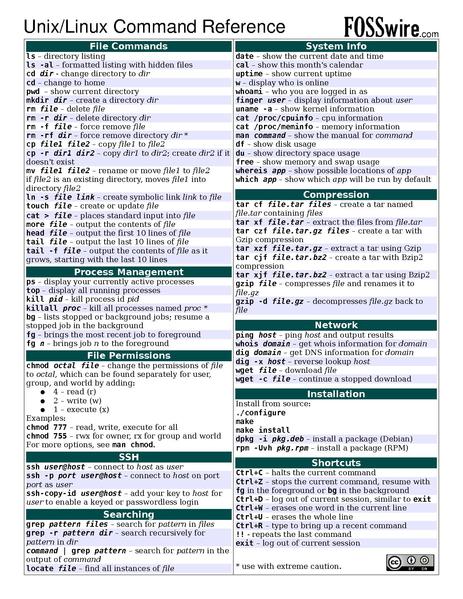 Unix/Linux Command Reference
FOSSwire.com
File Commands
ls – directory listing
ls -al – formatted listing with hidden files
cd dir - change directory to dir
cd – change to home
pwd – show current directory
mkdir dir – create a directory dir
rm file – delete file
rm -r dir – delete directory dir
rm -f file – force remove file
rm -rf dir – force remove directory dir *
cp file1 file2 – copy file1 to file2
cp -r dir1 dir2 – copy dir1 to dir2; create dir2 if it
doesn't exist
mv file1 file2 – rename or move file1 to file2
if file2 is an existing directory, moves file1 into
directory file2
ln -s file link – create symbolic link link to file
touch file – create or update file
cat > file – places standard input into file
more file – output the contents of file
head file – output the first 10 lines of file
tail file – output the last 10 lines of file
tail -f file – output the contents of file as it
grows, starting with the last 10 lines
Process Management
ps – display your currently active processes
top – display all running processes
kill pid – kill process id pid
killall proc – kill all processes named proc *
bg – lists stopped or background jobs; resume a
stopped job in the background
fg – brings the most recent job to foreground
fg n – brings job n to the foreground
File Permissions
chmod octal file – change the permissions of file
to octal, which can be found separately for user,
group, and world by adding:
● 4 – read (r)
● 2 – write (w)
● 1 – execute (x)
Examples:
chmod 777 – read, write, execute for all
chmod 755 – rwx for owner, rx for group and world
For more options, see man chmod.
SSH
ssh user@host – connect to host as user
ssh -p port user@host – connect to host on port
port as user
ssh-copy-id user@host – add your key to host for
user to enable a keyed or passwordless login
Searching
grep pattern files – search for pattern in files
grep -r pattern dir – search recursively for
pattern in dir
command | grep pattern – search for pattern in the
output of command
locate file – find all instances of file
System Info
date – show the current date and time
cal – show this month's calendar
uptime – show current uptime
w – display who is online
whoami – who you are logged in as
finger user – display information about user
uname -a – show kernel information
cat /proc/cpuinfo – cpu information
cat /proc/meminfo – memory information
man command – show the manual for command
df – show disk usage
du – show directory space usage
free – show memory and swap usage
whereis app – show possible locations of app
which app – show which app will be run by default
Compression
tar cf file.tar files – create a tar named
file.tar containing files
tar xf file.tar – extract the files from file.tar
tar czf file.tar.gz files – create a tar with
Gzip compression
tar xzf file.tar.gz – extract a tar using Gzip
tar cjf file.tar.bz2 – create a tar with Bzip2
compression
tar xjf file.tar.bz2 – extract a tar using Bzip2
gzip file – compresses file and renames it to
file.gz
gzip -d file.gz – decompresses file.gz back to
file
Network
ping host – ping host and output results
whois domain – get whois information for domain
dig domain – get DNS information for domain
dig -x host – reverse lookup host
wget file – download file
wget -c file – continue a stopped download
Installation
Install from source:
./configure
make
make install
dpkg -i pkg.deb – install a package (Debian)
rpm -Uvh pkg.rpm – install a package (RPM)
Shortcuts
Ctrl+C – halts the current command
Ctrl+Z – stops the current command, resume with
fg in the foreground or bg in the background
Ctrl+D – log out of current session, similar to exit
Ctrl+W – erases one word in the current line
Ctrl+U – erases the whole line
Ctrl+R – type to bring up a recent command
!! - repeats the last command
exit – log out of current session
* use with extreme caution.
cc BY SA